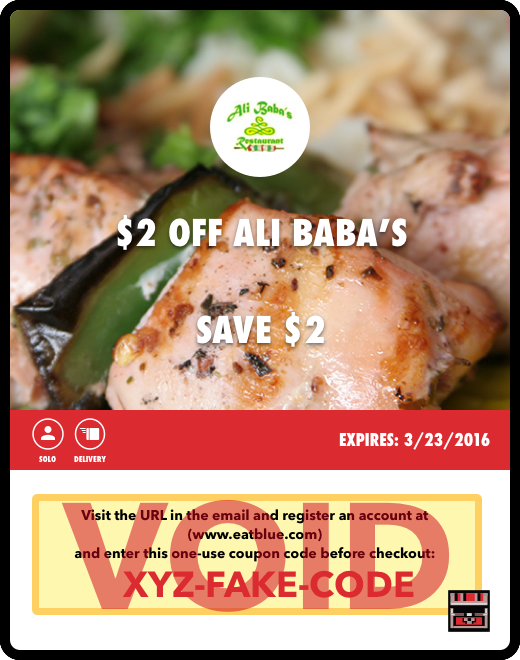 Ali Baba's
Restaurant
$2 OFF ALI BABA'S
SAVE $2
SOLO
DELIVERY
EXPIRES: 3/23/2016
VOID
Visit the URL in the email and register an account at
(www.eatblue.com)
and enter this one-use coupon code before checkout:
XYZ-FAKE-CODE